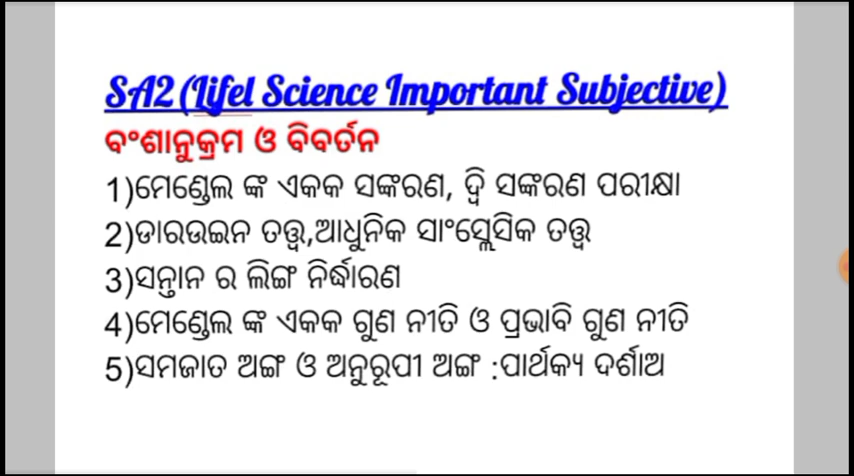 SA2 (Lifel Science Important Subjective)
ବଂଶାନୁକ୍ରମ ଓ ବିବର୍ତନ
1)ମେଣ୍ଡେଲ ଙ୍କ ଏକକ ସଙ୍କରଣ, ଦ୍ୱି ସଙ୍କରଣ ପରୀକ୍ଷା
2)ଡାରଉଇନ ତତ୍ତ୍ୱ,ଆଧୁନିକ ସାଂସ୍ଲେସିକ ତତ୍ତ୍ୱ
3)ସନ୍ତାନ ର ଲିଙ୍ଗ ନିର୍ଦ୍ଧାରଣ
4)ମେଣ୍ଡେଲ ଙ୍କ ଏକକ ଗୁଣ ନୀତି ଓ ପ୍ରଭାବି ଗୁଣ ନୀତି
5)ସମଜାତ ଅଙ୍ଗ ଓ ଅନୁରୂପୀ ଅଙ୍ଗ :ପାର୍ଥକ୍ୟ ଦର୍ଶାଅ